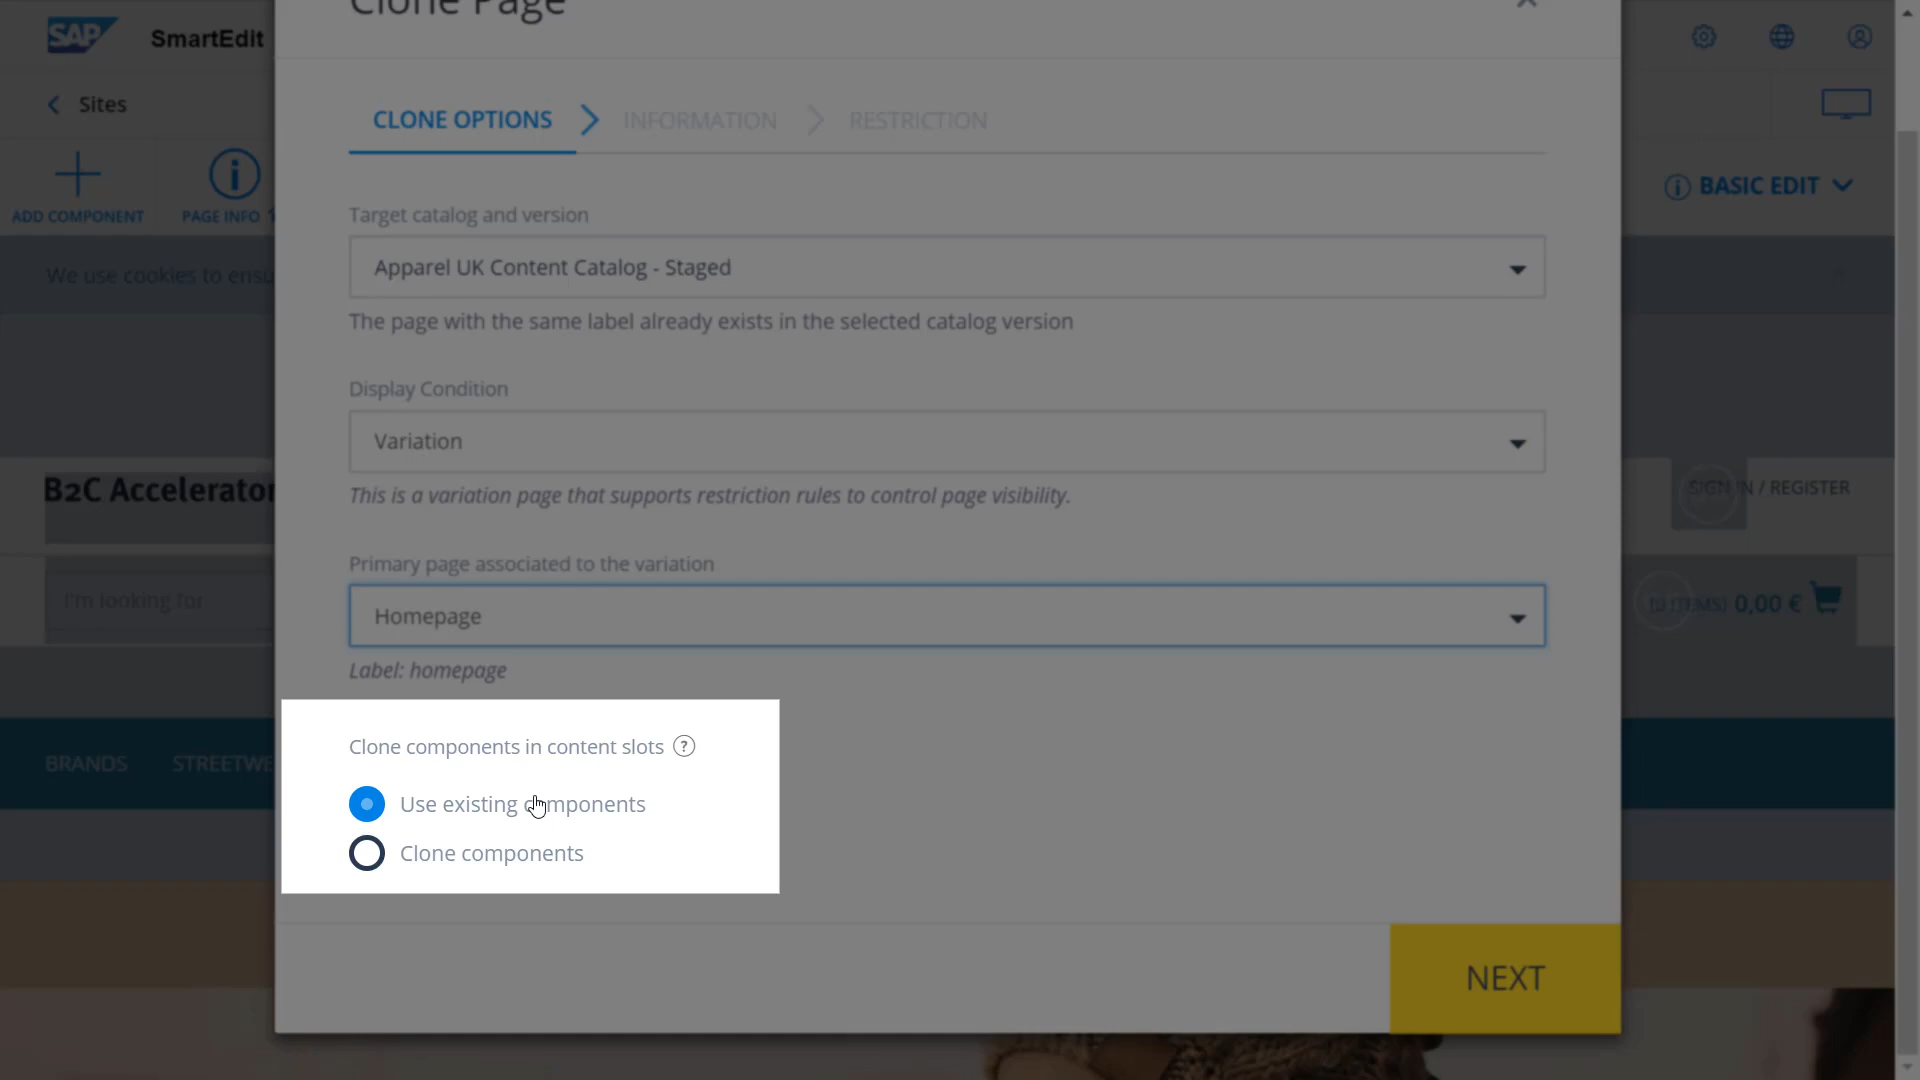 Clone Page
SAP SmartEdit
Sites
CLONE OPTIONS
INFORMATION
RESTRICTION
ADD COMPONENT
PAGE INFO
BASIC EDIT
Target catalog and version
Apparel UK Content Catalog - Staged
The page with the same label already exists in the selected catalog version
We use cookies to ensu
Display Condition
Variation
This is a variation page that supports restriction rules to control page visibility.
B2C Accelerator
SIGN IN / REGISTER
Primary page associated to the variation
Homepage
Label: homepage
I'm looking for
(0 ITEMS) 0,00 €
Clone components in content slots ?
Use existing components
Clone components
BRANDS
STREETWE
NEXT